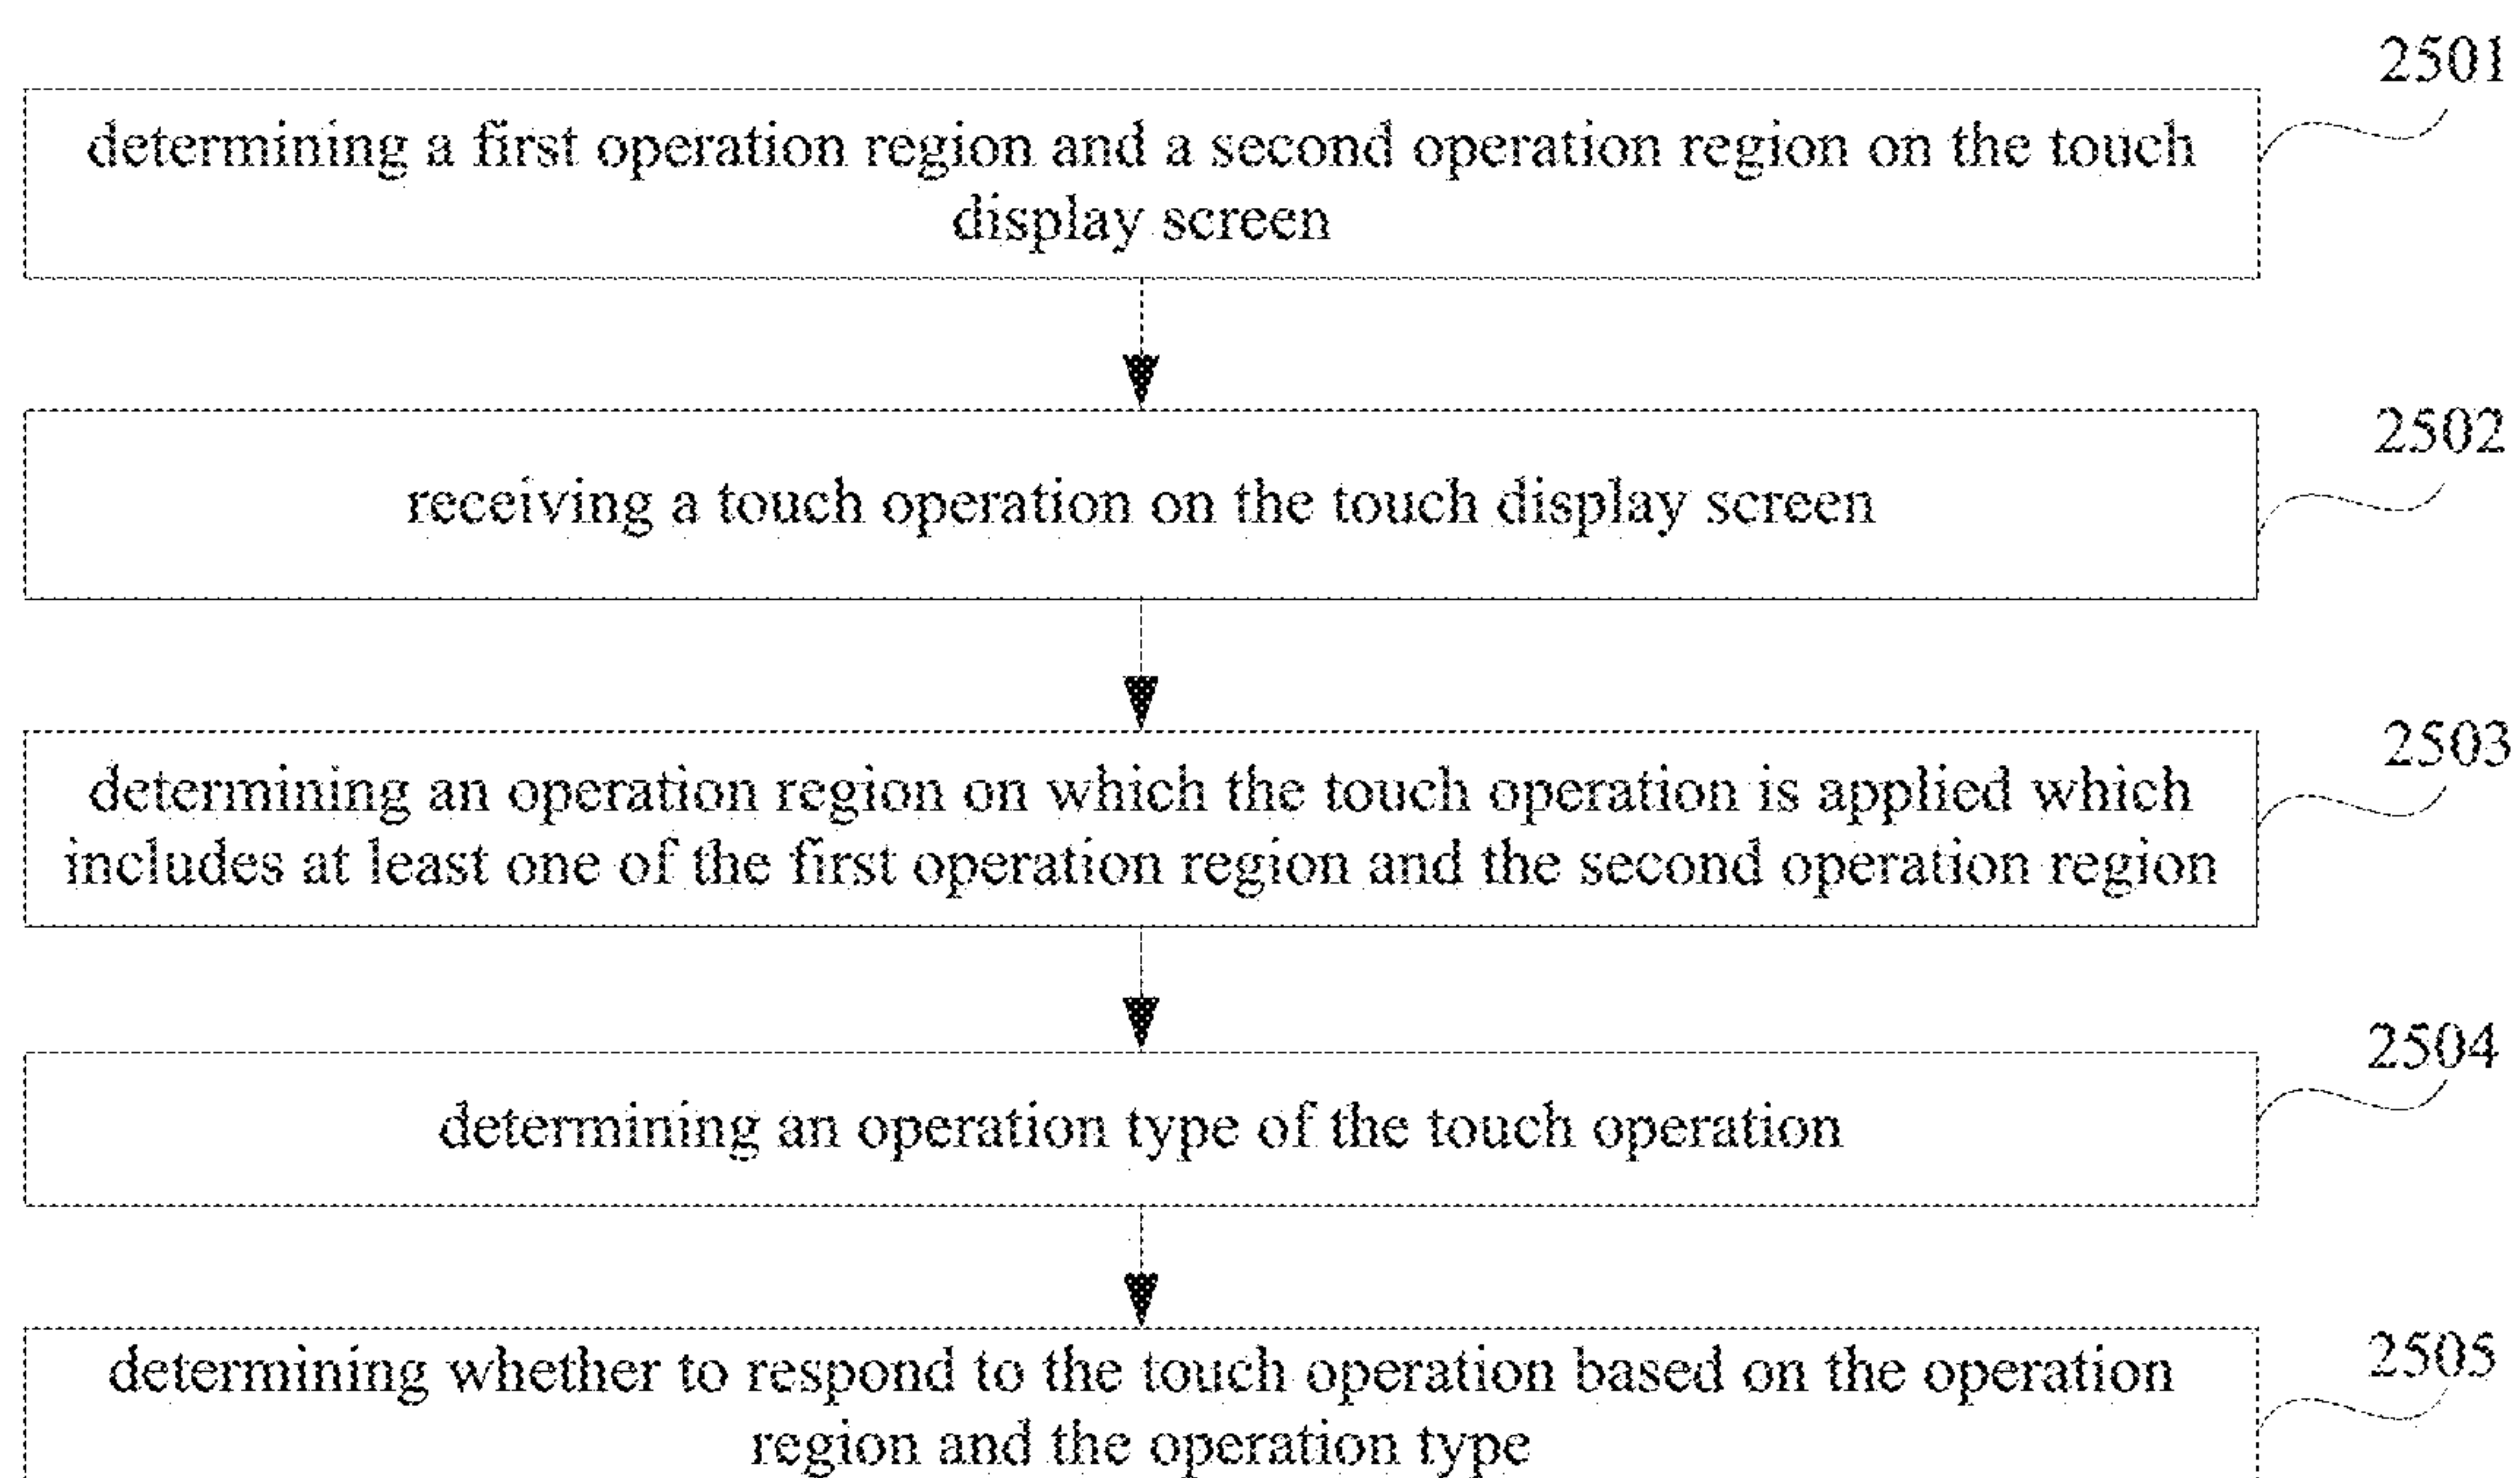 2501
determining a first operation region and a second operation region on the touch
display screen
2502
receiving a touch operation on the touch display screen
2503
determining an operation region on which the touch operation is applied which
includes at least one of the first operation region and the second operation region
2504
determining an operation type of the touch operation
2505
determining whether to respond to the touch operation based on the operation
region and the operation type